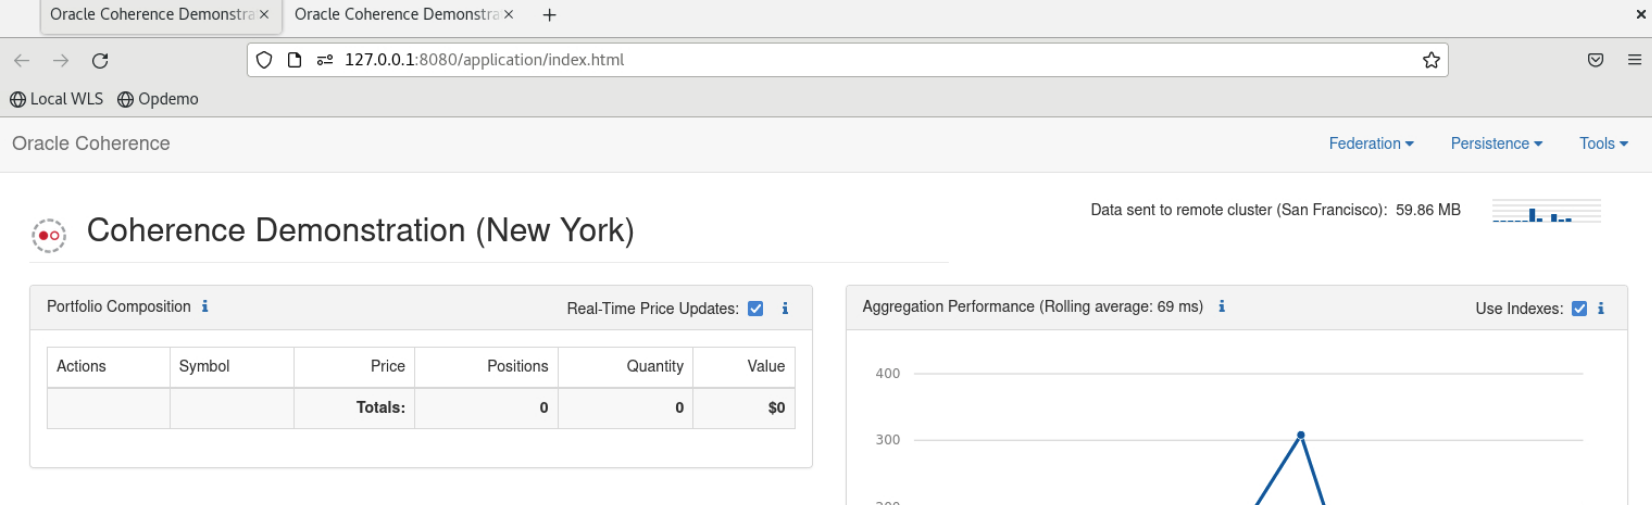 Oracle Coherence Demonstra
Oracle Coherence Demonstra
127.0.0.1:8080/application/index.html
Local WLS Opdemo
Oracle Coherence Federation Persistence Tools
Data sent to remote cluster (San Francisco): 59.86 MB
Coherence Demonstration (New York)
Portfolio Composition Real-Time Price Updates:
Actions Symbol Price Positions Quantity Value
Totals: 0 0 $0
Aggregation Performance (Rolling average: 69 ms) Use Indexes:
400
300